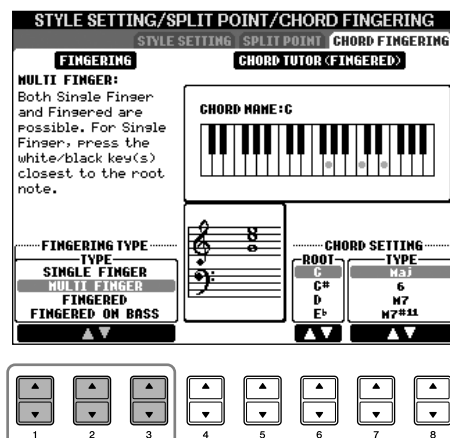 STYLE SETTING/SPLIT POINT/CHORD FINGERING
STYLE SETTING SPLIT POINT CHORD FINGERING
FINGERING
MULTI FINGER:
Both Single Finger
and Fingered are
possible. For Single
Finger, press the
white/black key(s)
closest to the root
note.
CHORD TUTOR (FINGERED)
CHORD NAME:C
FINGERING TYPE
TYPE
SINGLE FINGER
MULTI FINGER
FINGERED
FINGERED ON BASS
CHORD SETTING
ROOT TYPE
C Maj
C# 6
D M7
E♭ M7#11
1 2 3 4 5 6 7 8